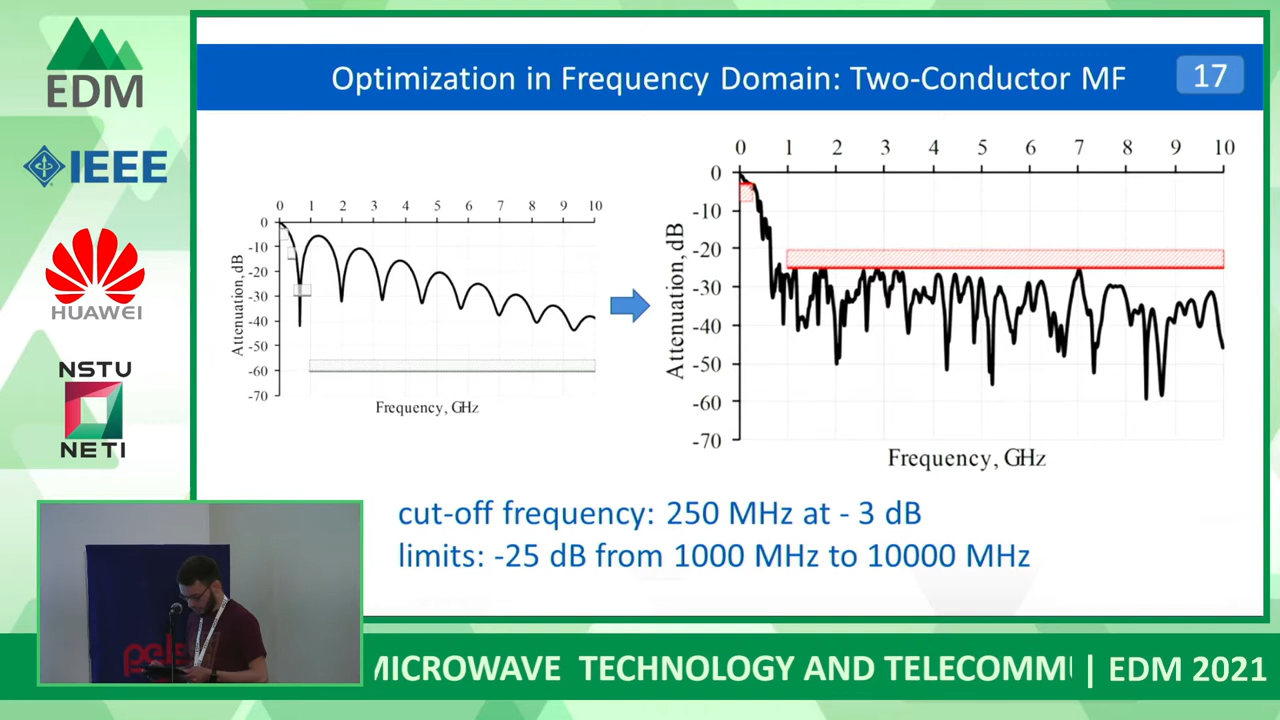 EDM
IEEE
HUAWEI
NSTU
NETI
Optimization in Frequency Domain: Two-Conductor MF
17
0 1 2 3 4 5 6 7 8 9 10
0
-10
-20
-30
-40
-50
-60
-70
Attenuation, dB
Frequency, GHz
0 1 2 3 4 5 6 7 8 9 10
0
-10
-20
-30
-40
-50
-60
-70
Attenuation, dB
Frequency, GHz
cut-off frequency: 250 MHz at - 3 dB
limits: -25 dB from 1000 MHz to 10000 MHz
MICROWAVE TECHNOLOGY AND TELECOMMU | EDM 2021